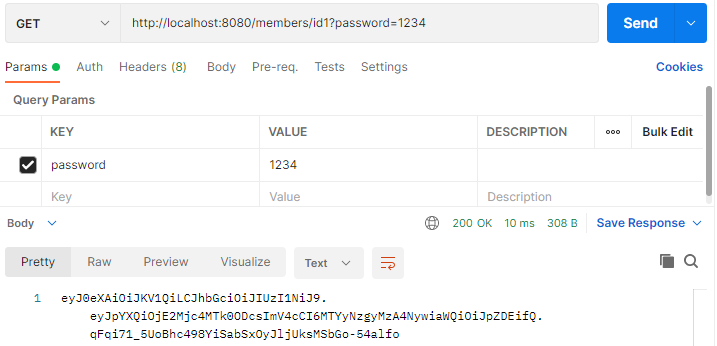 GET http://localhost:8080/members/id1?password=1234 Send
Params Auth Headers (8) Body Pre-req. Tests Settings Cookies
Query Params
KEY VALUE DESCRIPTION ooo Bulk Edit
password 1234
Key Value Description
Body 200 OK 10 ms 308 B Save Response
Pretty Raw Preview Visualize Text
1 eyJ0eXAiOiJKV1QiLCJhbGciOiJIUzI1NiJ9.
eyJpYXQiOjE2Mjc4MTk0ODcsImV4cCI6MTYyNzgyMzA4NywiaWQiOiJpZDEifQ.
qFqi71_5UoBhc498YiSabSxOyJljUksMSbGo-54alfo